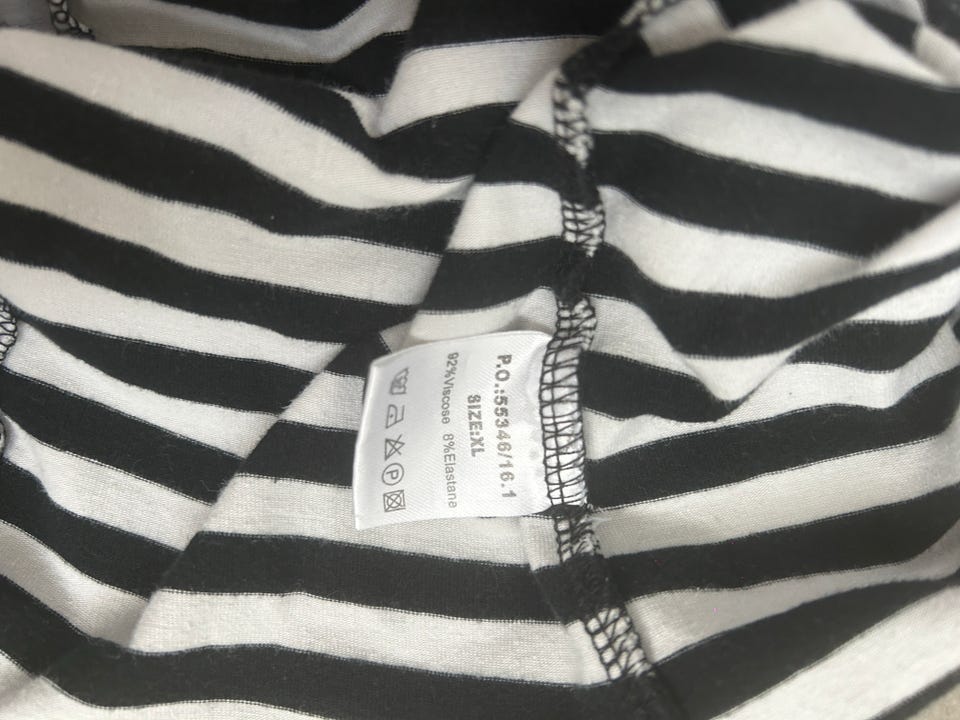 P.O.:55346/16.1
SIZE:XL
92%Viscose 8%Elastane
P